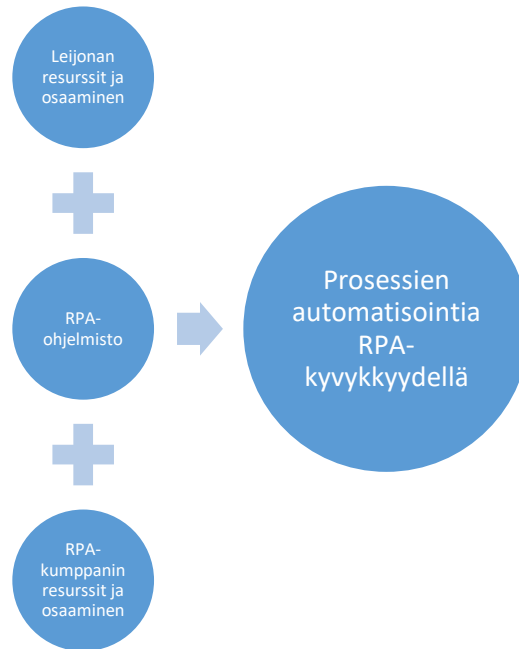 Leijonan
resurssit ja
osaaminen
RPA-
ohjelmisto
RPA-
kumppanin
resurssit ja
osaaminen
Prosessien
automatisointia
RPA-
kyvykkyydellä